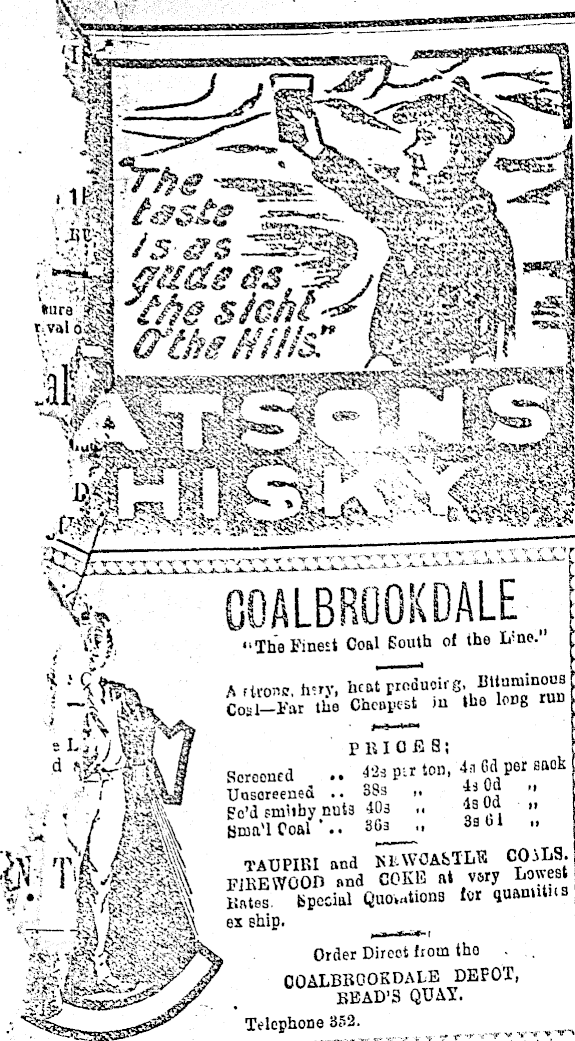 "The
taste
is as
gude as
the sicht
O' the Hills."
ATSONS
HISKY
COALBROOKDALE
"The Finest Coal South of the Line."
A strong, fiery, heat producing, Bituminous
Coal—Far the Cheapest in the long run
PRICES;
Screened .. 42s per ton, 4s 6d per sack
Unscreened .. 38s „ 4s 0d „
Sc'd smithy nuts 40s „ 4s 0d „
Small Coal .. 36s „ 3s 6d „
TAUPIRI and NEWCASTLE COALS.
FIREWOOD and COKE at very Lowest
Rates. Special Quotations for quantities
ex ship.
Order Direct from the
COALBROOKDALE DEPOT,
READ'S QUAY.
Telephone 352.